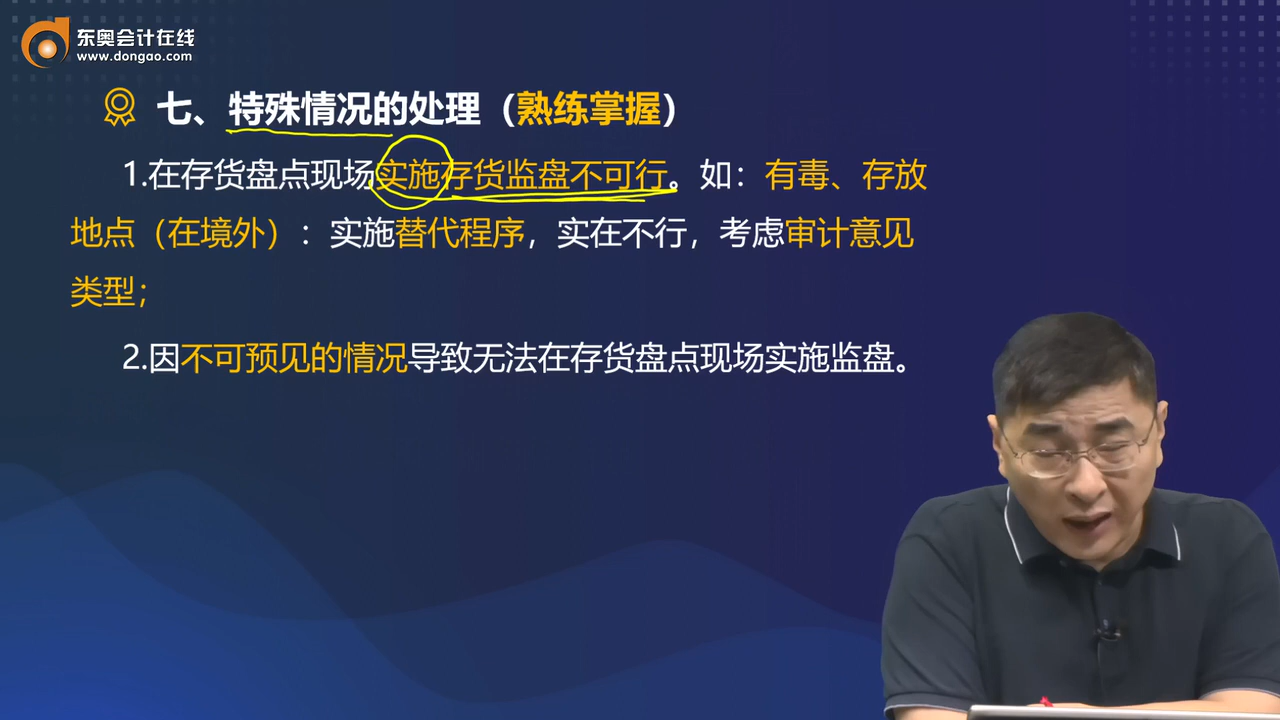 东奥会计在线
www.dongao.com
七、特殊情况的处理（熟练掌握）
1.在存货盘点现场实施存货监盘不可行。如：有毒、存放
地点（在境外）：实施替代程序，实在不行，考虑审计意见
类型；
2.因不可预见的情况导致无法在存货盘点现场实施监盘。